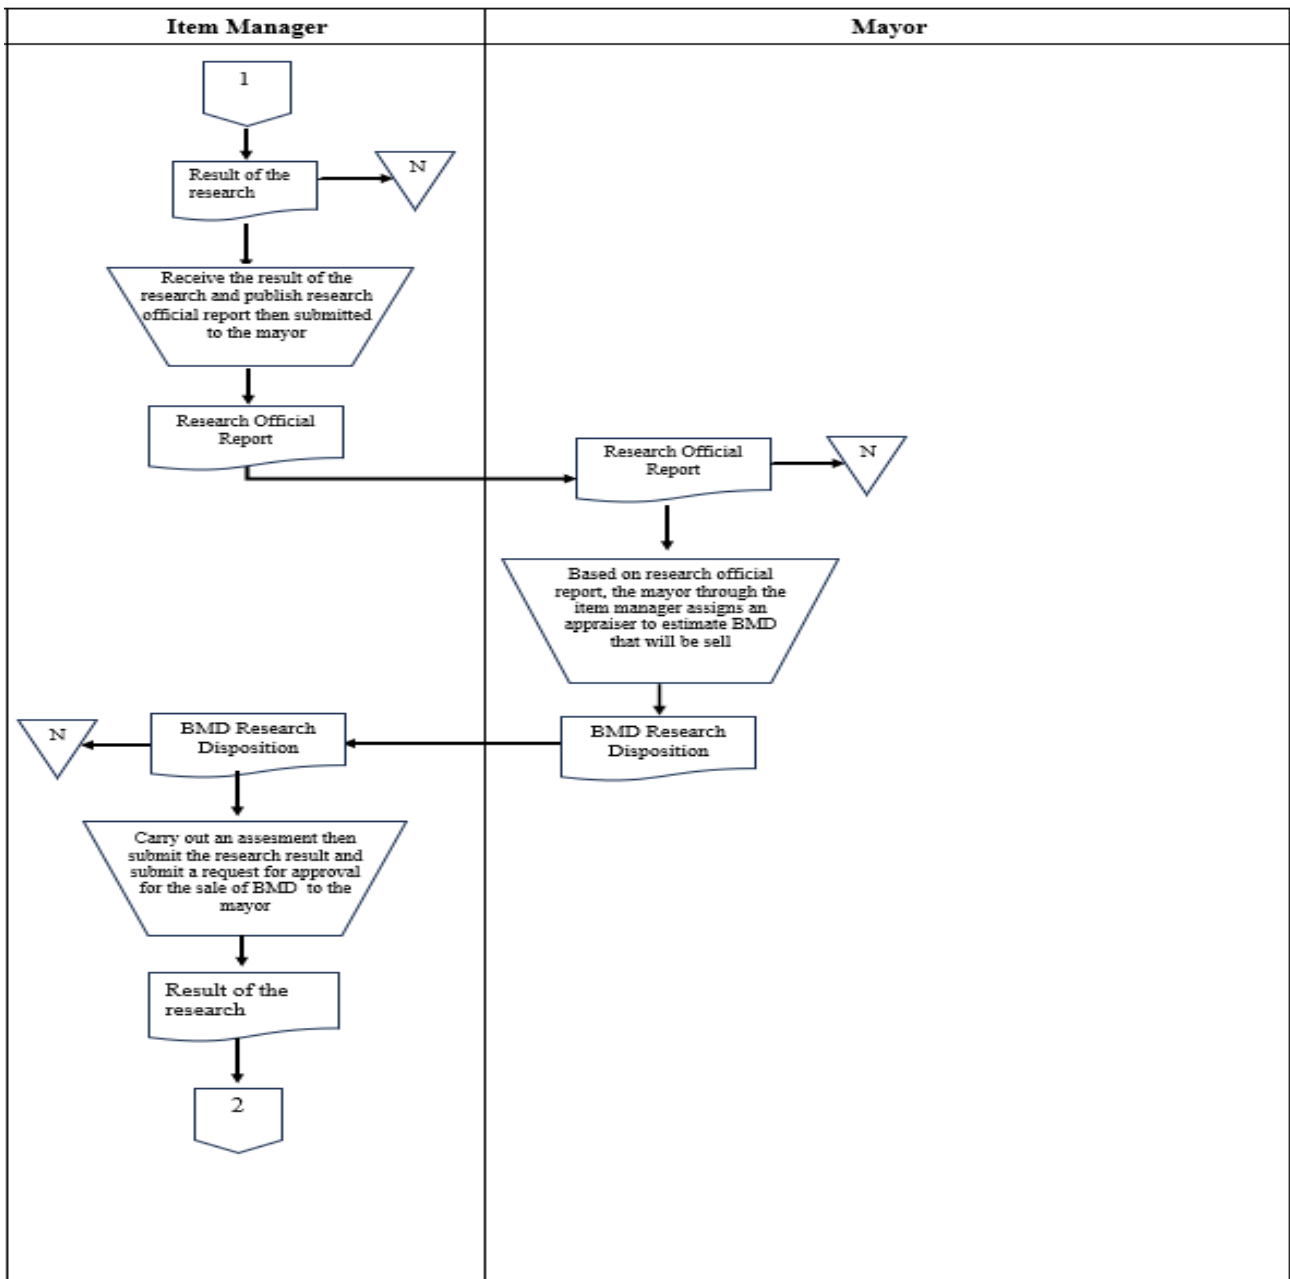 Item Manager
Mayor
1
Result of the
research
N
Receive the result of the
research and publish research
official report then submitted
to the mayor
Research Official
Report
Research Official
Report
N
Based on research official
report, the mayor through the
item manager assigns an
appraiser to estimate BMD
that will be sell
BMD Research
Disposition
BMD Research
Disposition
N
Carry out an assesment then
submit the research result and
submit a request for approval
for the sale of BMD to the
mayor
Result of the
research
2